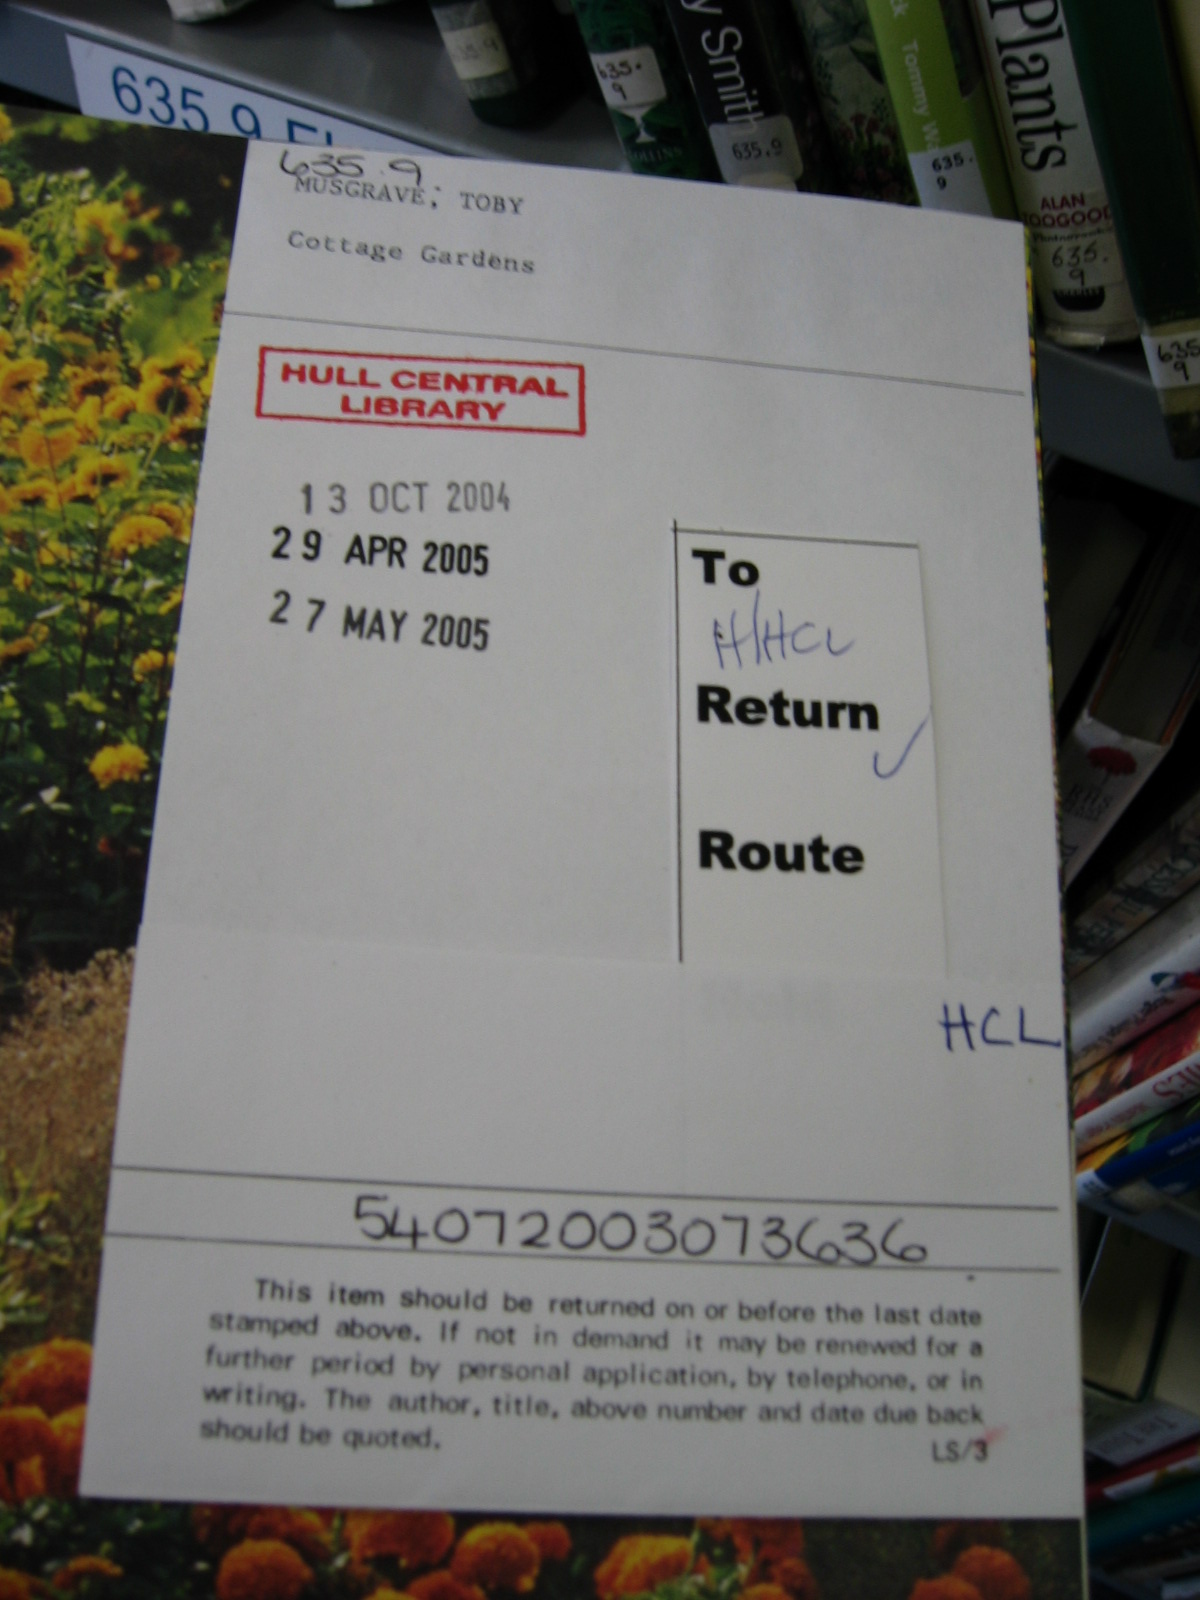 635.9
y Smith
635.9
635.
9
Tommy
635.
9
Plants
ALAN
TOOGOOD
635.
9
635
9
635.9
MUSGRAVE; TOBY
Cottage Gardens
HULL CENTRAL
LIBRARY
13 OCT 2004
29 APR 2005
27 MAY 2005
To
H/HCL
Return
✓
Route
HCL
54072003073636
This item should be returned on or before the last date
stamped above. If not in demand it may be renewed for a
further period by personal application, by telephone, or in
writing. The author, title, above number and date due back
should be quoted.
LS/3